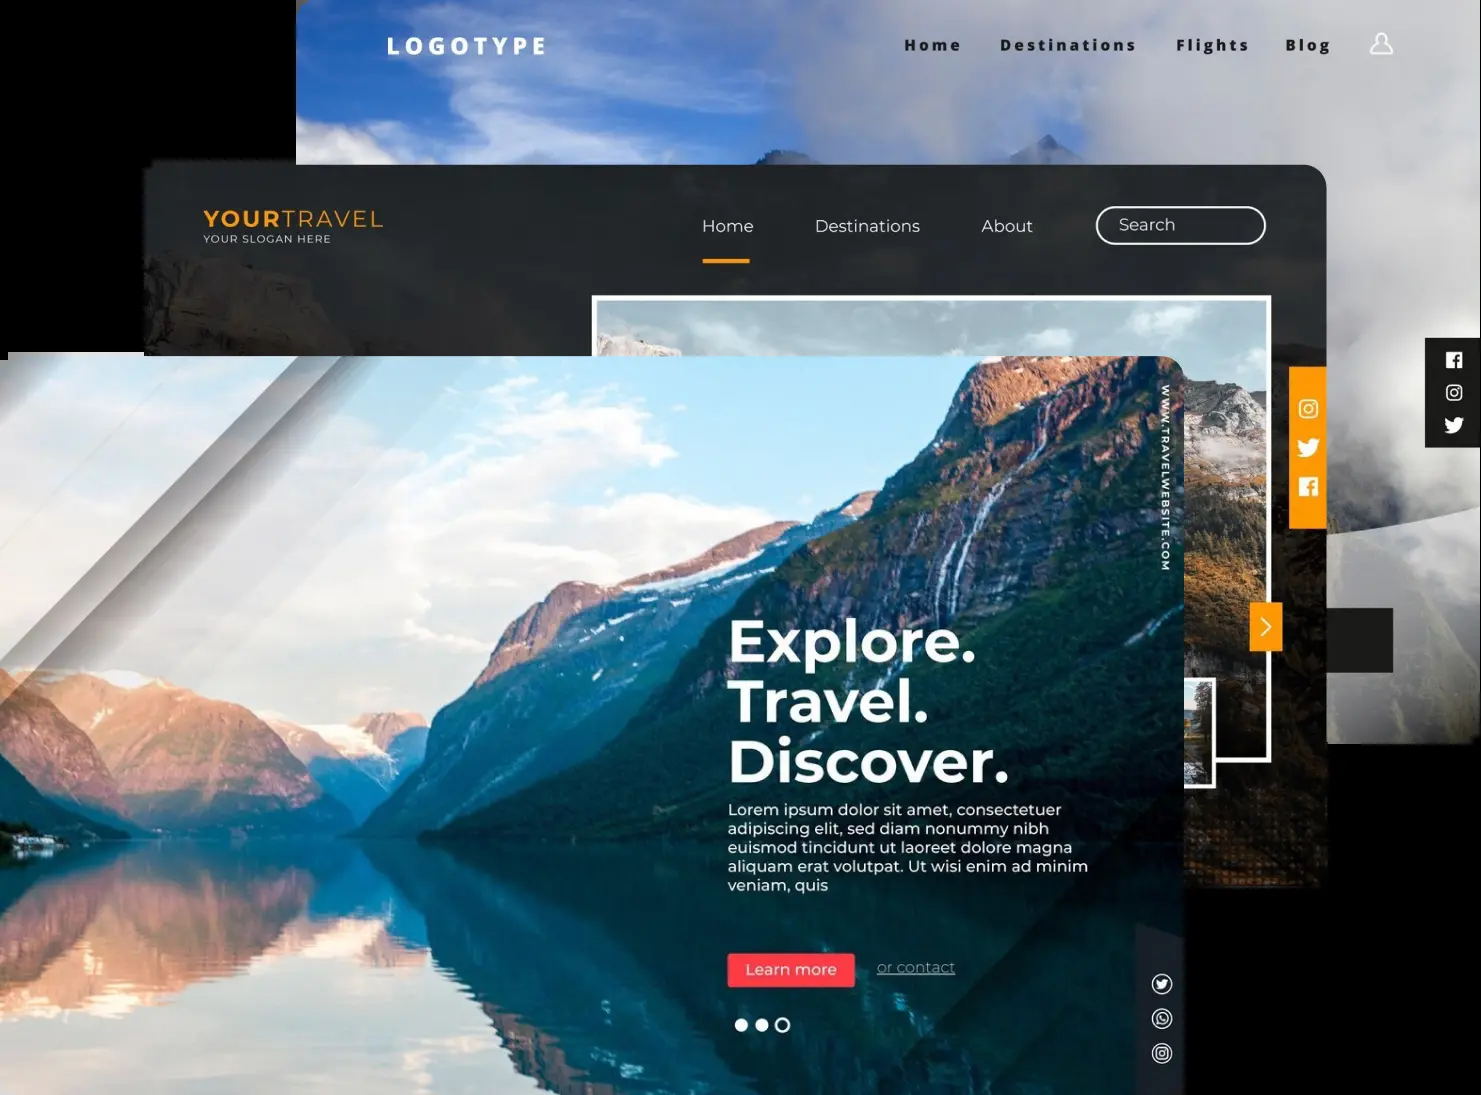 LOGOTYPE
Home Destinations Flights Blog
YOURTRAVEL
YOUR SLOGAN HERE
Home Destinations About Search
WWW.TRAVELWEBSITE.COM
Explore.
Travel.
Discover.
Lorem ipsum dolor sit amet, consectetuer
adipiscing elit, sed diam nonummy nibh
euismod tincidunt ut laoreet dolore magna
aliquam erat volutpat. Ut wisi enim ad minim
veniam, quis
Learn more or contact